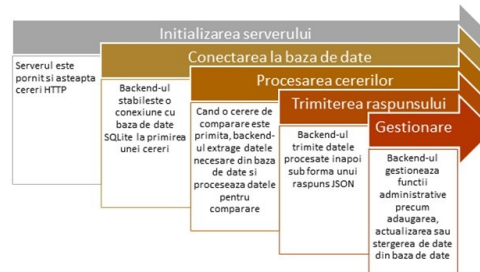 Initializarea serverului
Serverul este
pornit si asteapta
cereri HTTP
Conectarea la baza de date
Backend-ul
stabileste o
conexiune cu
baza de date
SQLite la primirea
unei cereri
Procesarea cererilor
Cand o cerere de
comparare este
primita, backend-
ul extrage datele
necesare din baza
de date si
proceseaza datele
pentru
comparare
Trimiterea raspunsului
Backend-ul
trimite datele
procesate inapoi
sub forma unui
raspuns JSON
Gestionare
Backend-ul
gestioneaza
functii
administrative
precum
adaugarea,
actualizarea sau
stergerea de date
din baza de date